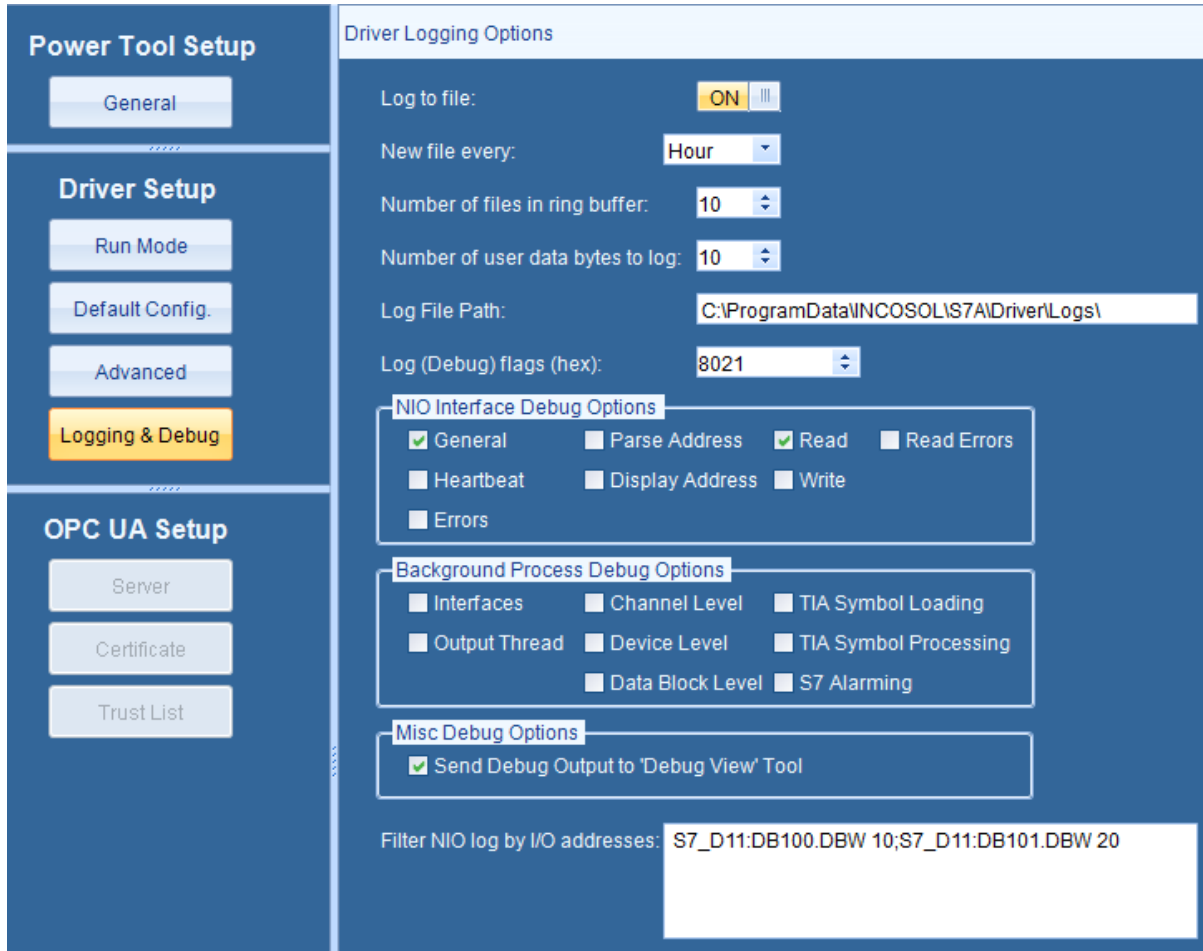 Power Tool Setup
General
Driver Setup
Run Mode
Default Config.
Advanced
Logging & Debug
OPC UA Setup
Server
Certificate
Trust List
Driver Logging Options
Log to file: ON
New file every: Hour
Number of files in ring buffer: 10
Number of user data bytes to log: 10
Log File Path: C:\ProgramData\INCOSOL\S7A\Driver\Logs\
Log (Debug) flags (hex): 8021
NIO Interface Debug Options
General Parse Address Read Read Errors
Heartbeat Display Address Write
Errors
Background Process Debug Options
Interfaces Channel Level TIA Symbol Loading
Output Thread Device Level TIA Symbol Processing
Data Block Level S7 Alarming
Misc Debug Options
Send Debug Output to 'Debug View' Tool
Filter NIO log by I/O addresses: S7_D11:DB100.DBW 10;S7_D11:DB101.DBW 20